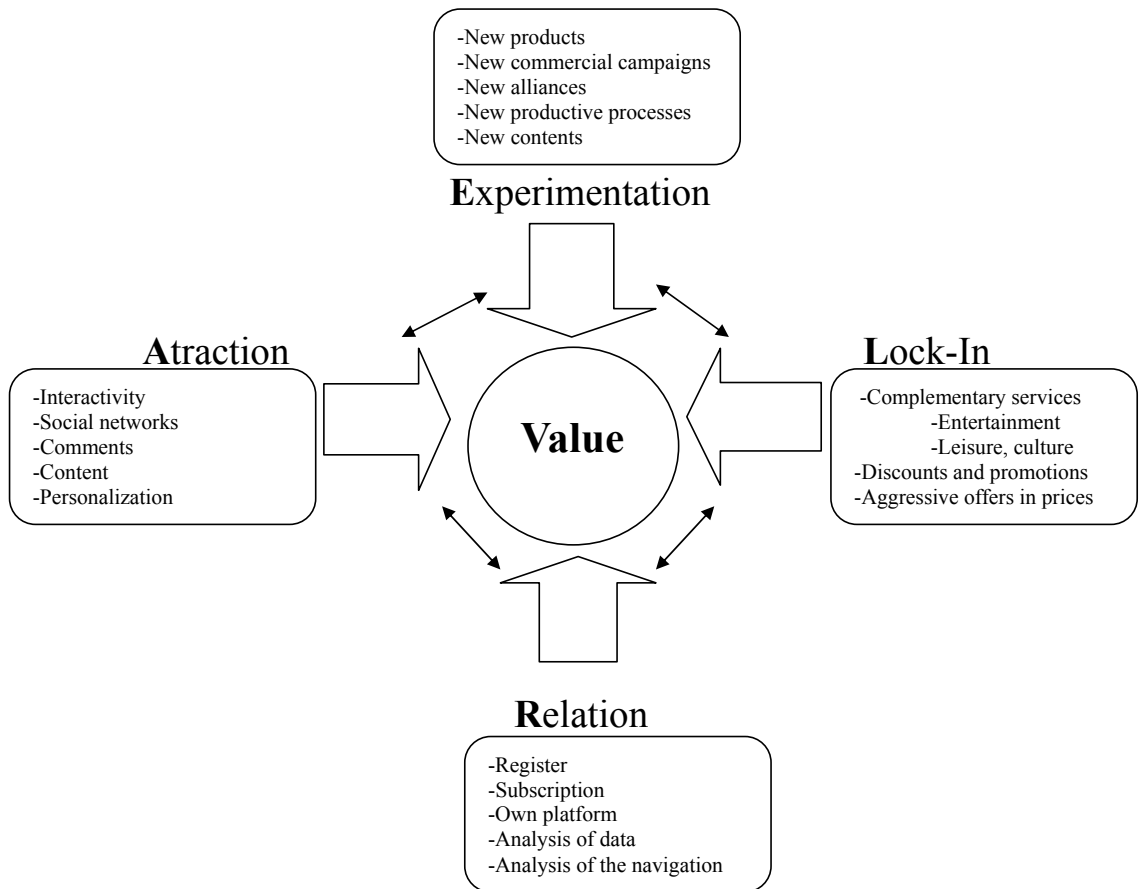 -New products
-New commercial campaigns
-New alliances
-New productive processes
-New contents
Experimentation
Atraction
-Interactivity
-Social networks
-Comments
-Content
-Personalization
Value
Lock-In
-Complementary services
-Entertainment
-Leisure, culture
-Discounts and promotions
-Aggressive offers in prices
Relation
-Register
-Subscription
-Own platform
-Analysis of data
-Analysis of the navigation